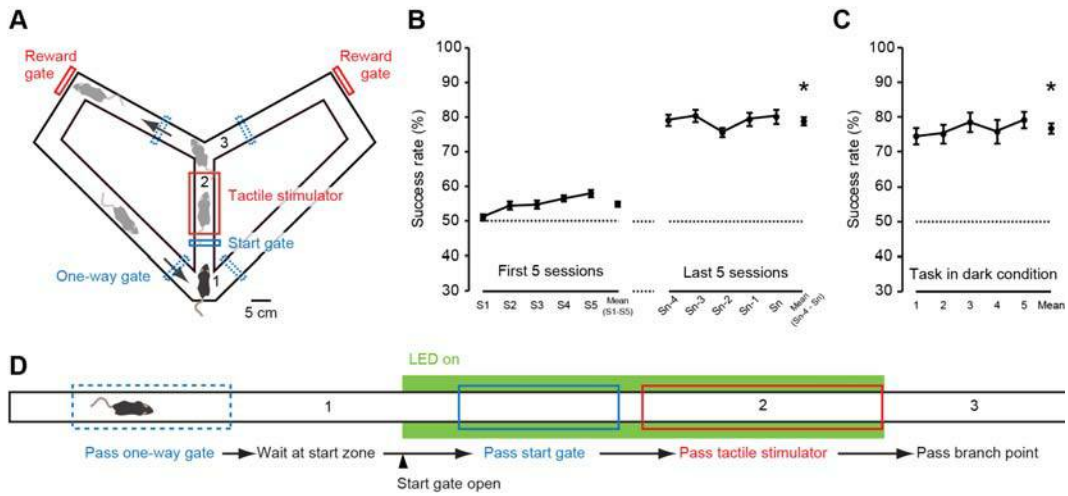 A
Reward
gate
Reward
gate
3
2
Tactile stimulator
Start gate
One-way gate
1
5 cm
B
Success rate (%)
100
90
80
70
60
50
40
30
*
First 5 sessions
Last 5 sessions
S1
S2
S3
S4
S5
Mean
(S1-S5)
Sn-4
Sn-3
Sn-2
Sn-1
Sn
Mean
(Sn-4 - Sn)
C
Success rate (%)
100
90
80
70
60
50
40
30
*
Task in dark condition
1
2
3
4
5
Mean
D
LED on
1
2
3
Pass one-way gate
Wait at start zone
Pass start gate
Pass tactile stimulator
Pass branch point
Start gate open